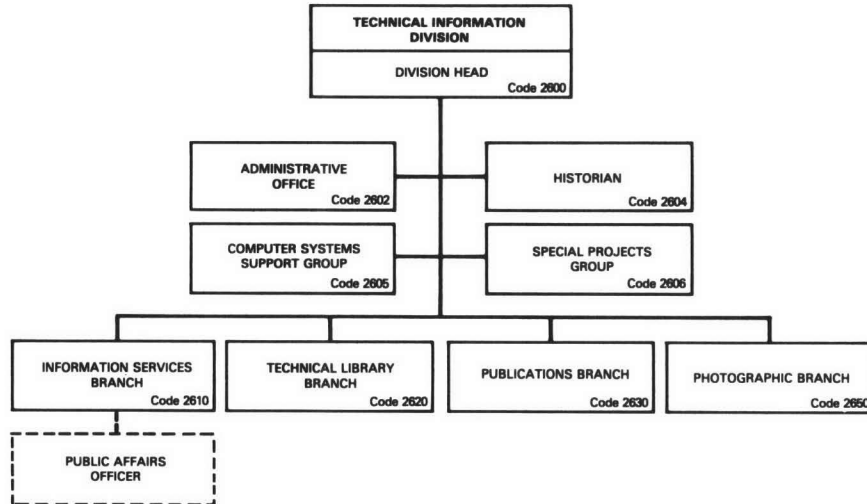 TECHNICAL INFORMATION
DIVISION
DIVISION HEAD
Code 2600
ADMINISTRATIVE
OFFICE
Code 2602
HISTORIAN
Code 2604
COMPUTER SYSTEMS
SUPPORT GROUP
Code 2605
SPECIAL PROJECTS
GROUP
Code 2606
INFORMATION SERVICES
BRANCH
Code 2610
TECHNICAL LIBRARY
BRANCH
Code 2620
PUBLICATIONS BRANCH
Code 2630
PHOTOGRAPHIC BRANCH
Code 2650
PUBLIC AFFAIRS
OFFICER